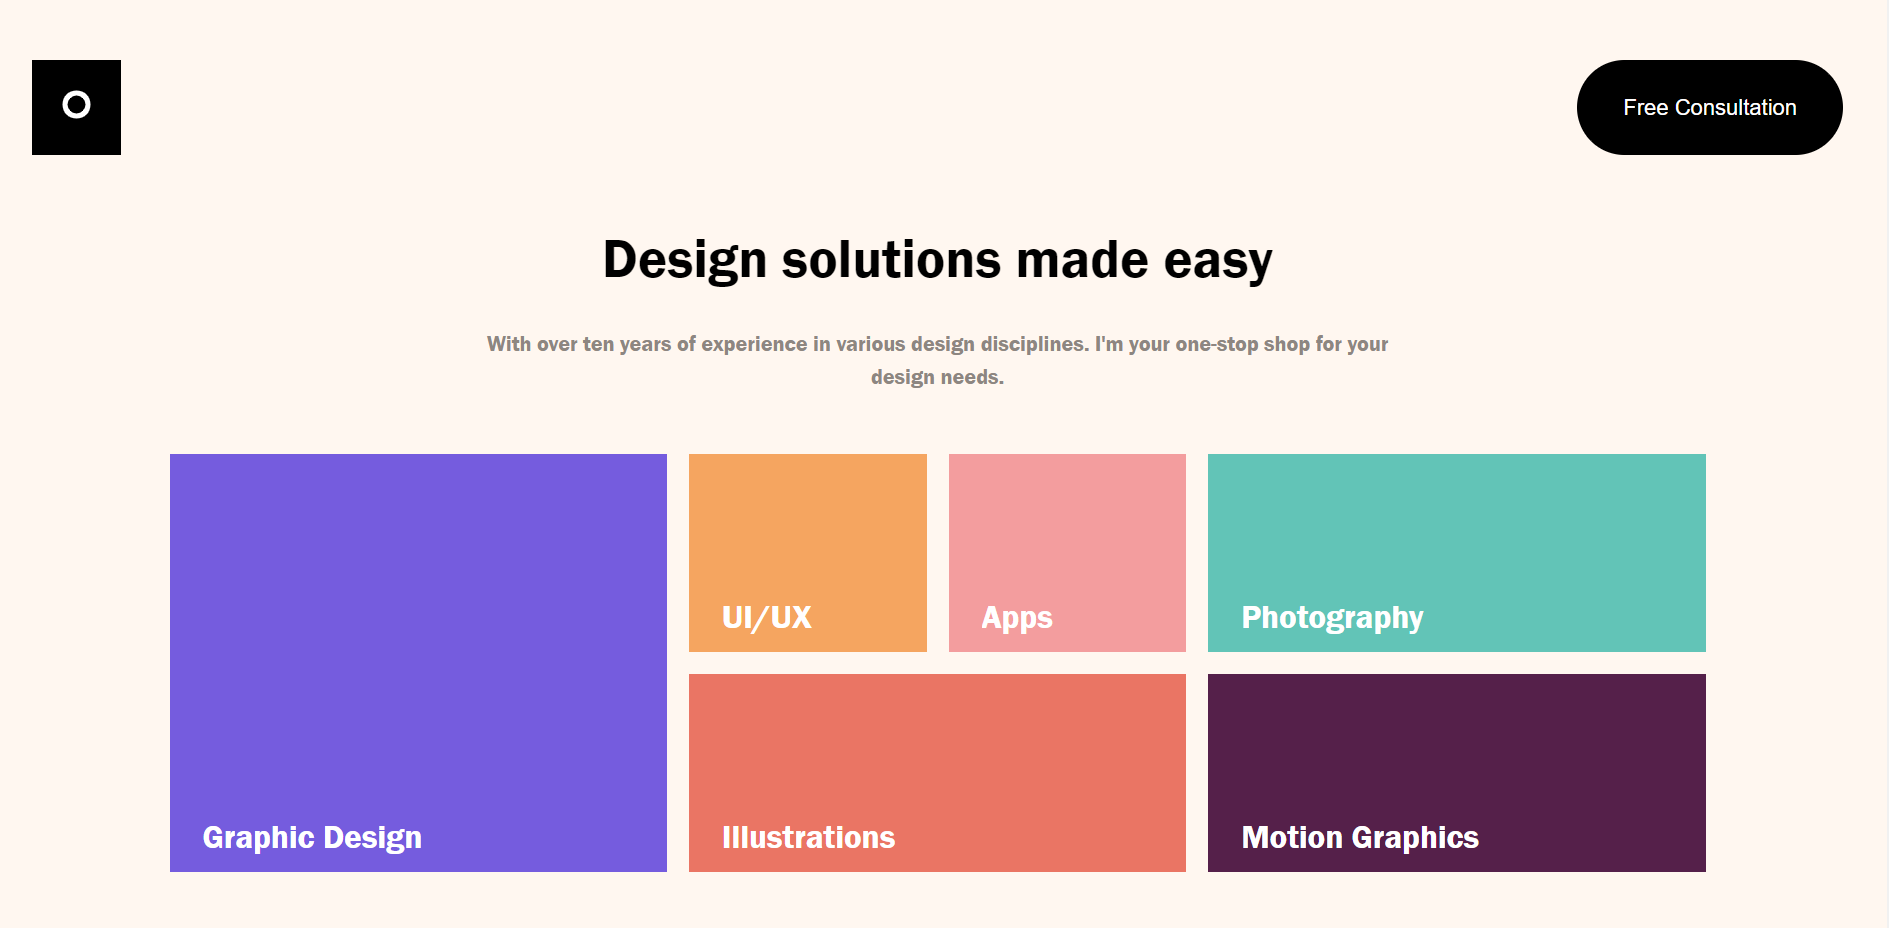 Free Consultation
Design solutions made easy
With over ten years of experience in various design disciplines. I'm your one-stop shop for your
design needs.
UI/UX
Apps
Photography
Graphic Design
Illustrations
Motion Graphics